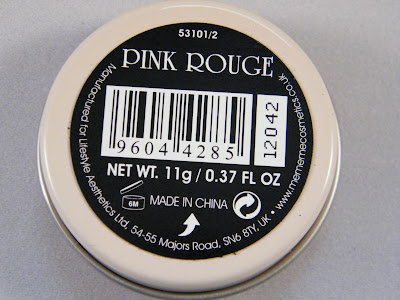 53101/2
PINK ROUGE
9604 4285
12042
NET WT. 11g / 0.37 FL OZ
6M
MADE IN CHINA
Manufactured for Lifestyle Aesthetics Ltd, 54-55 Majors Road, SN6 8TY, UK • www.mememecosmetics.co.uk